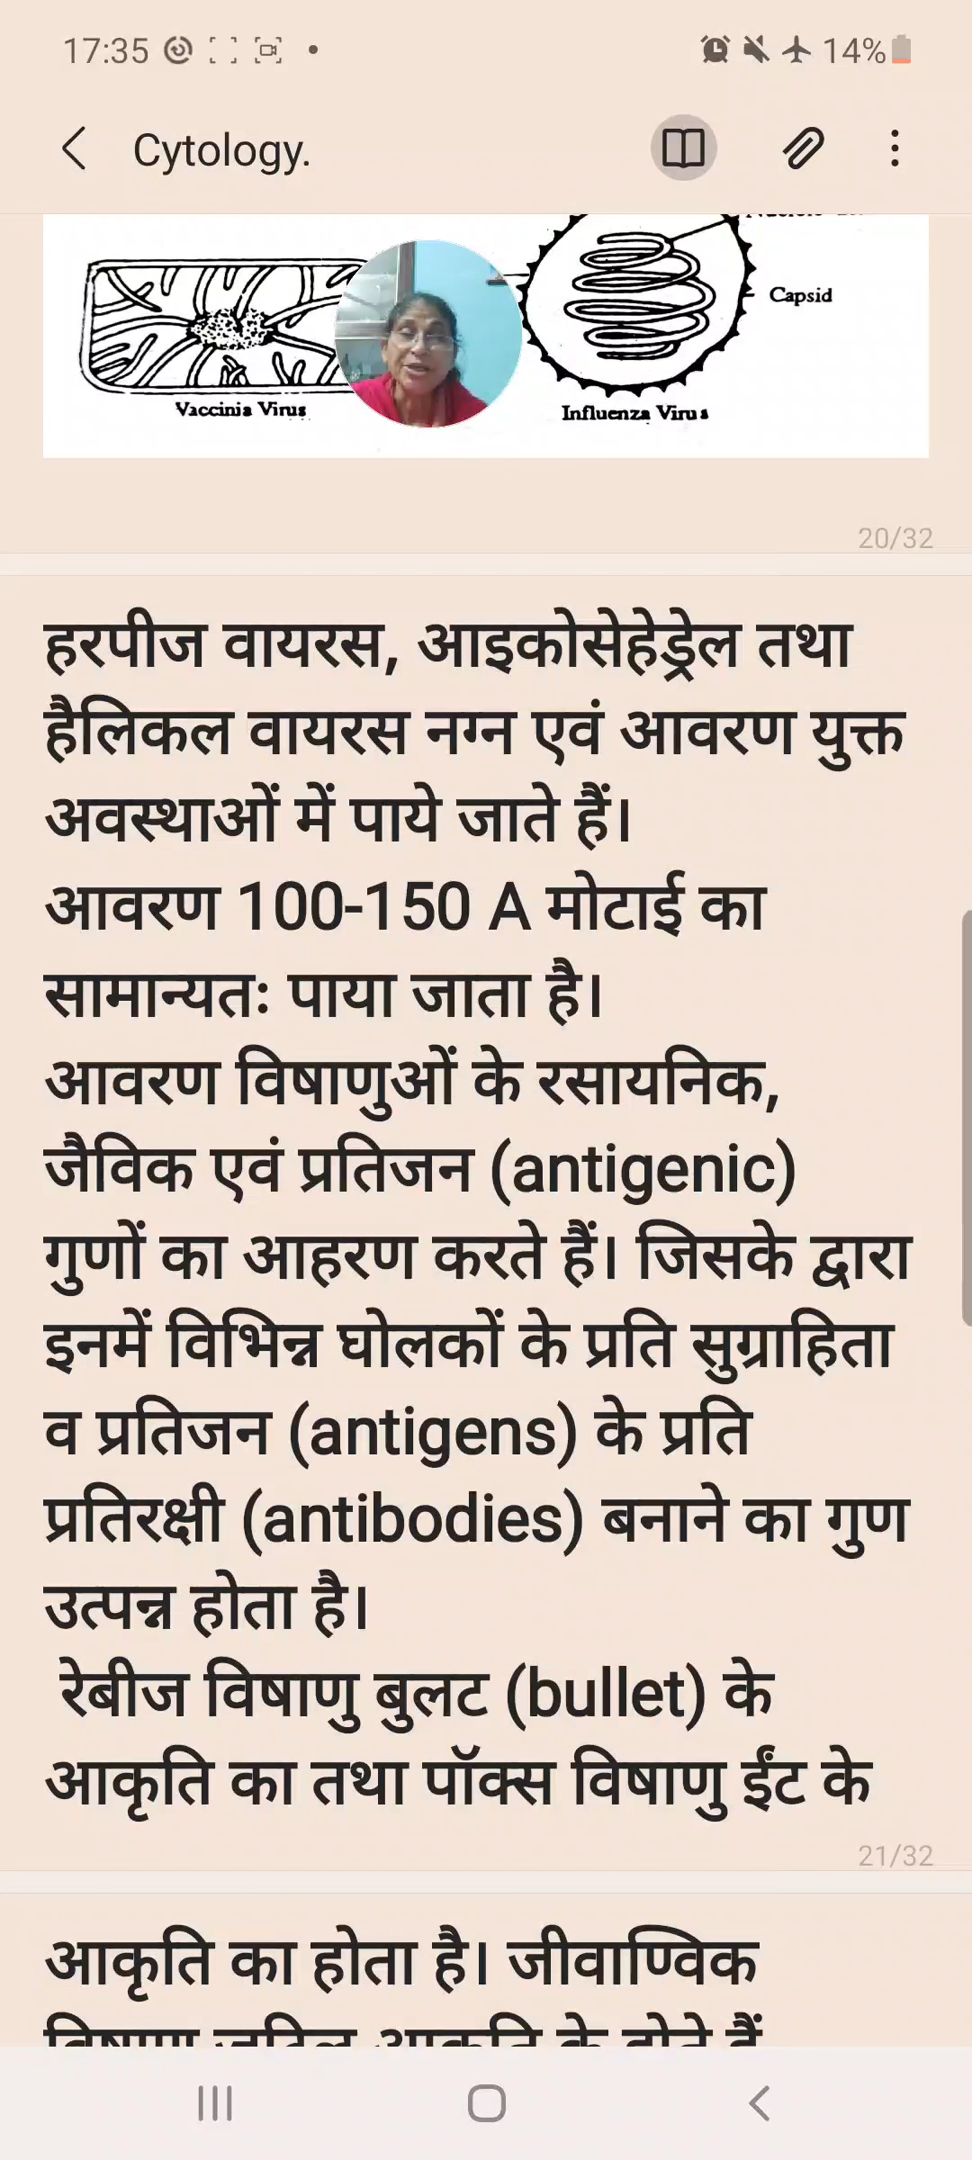 17:35
14%
Cytology.
Capsid
Vaccinia Virus
Influenza Virus
20/32
हरपीज वायरस, आइकोसेहेड्रेल तथा
हैलिकल वायरस नग्न एवं आवरण युक्त
अवस्थाओं में पाये जाते हैं।
आवरण 100-150 A मोटाई का
सामान्यतः पाया जाता है।
आवरण विषाणुओं के रसायनिक,
जैविक एवं प्रतिजन (antigenic)
गुणों का आहरण करते हैं। जिसके द्वारा
इनमें विभिन्न घोलकों के प्रति सुग्राहिता
व प्रतिजन (antigens) के प्रति
प्रतिरक्षी (antibodies) बनाने का गुण
उत्पन्न होता है।
रेबीज विषाणु बुलट (bullet) के
आकृति का तथा पॉक्स विषाणु ईंट के
21/32
आकृति का होता है। जीवाण्विक
विषाणु जटिल आकृति के होते हैं